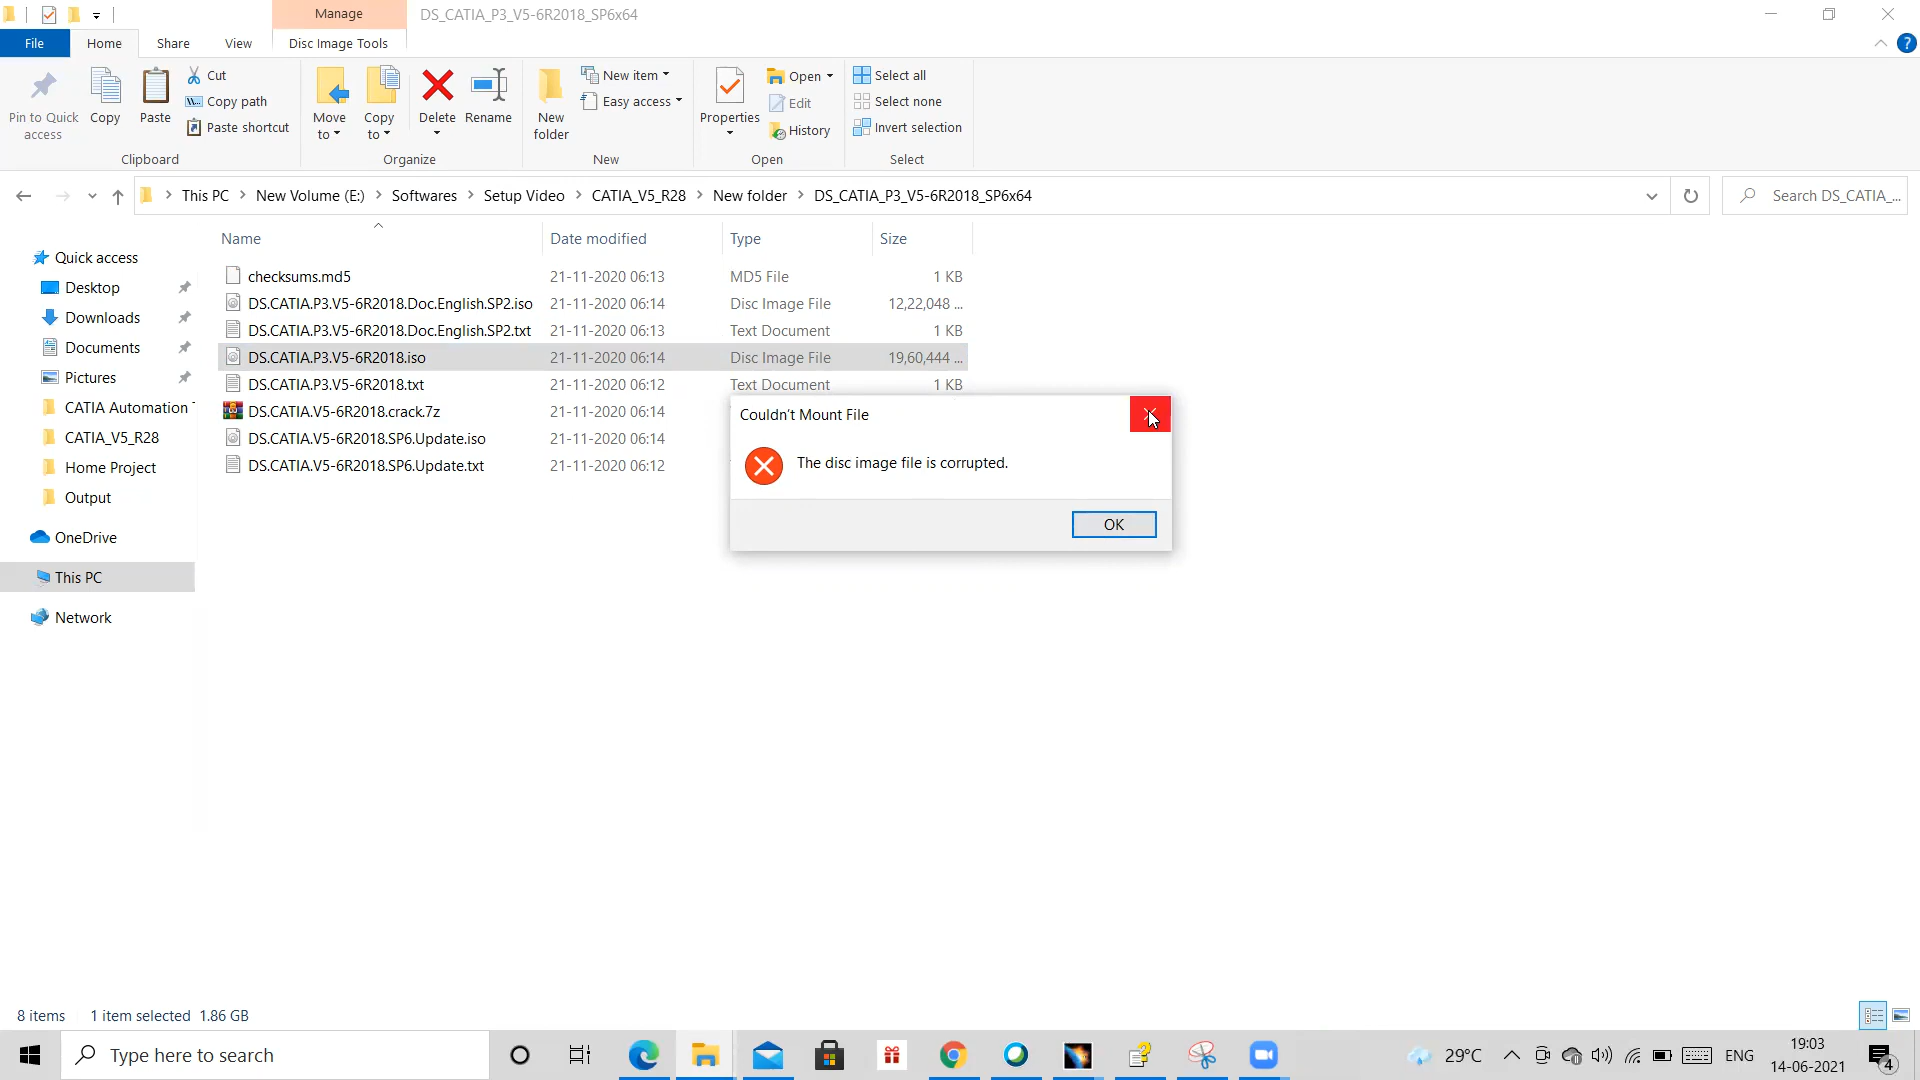 Manage
DS_CATIA_P3_V5-6R2018_SP6x64
File
Home
Share
View
Disc Image Tools
Pin to Quick access
Copy
Paste
Cut
Copy path
Paste shortcut
Clipboard
Move to
Copy to
Delete
Rename
Organize
New folder
New item
Easy access
New
Properties
Open
Edit
History
Open
Select all
Select none
Invert selection
Select
This PC > New Volume (E:) > Softwares > Setup Video > CATIA_V5_R28 > New folder > DS_CATIA_P3_V5-6R2018_SP6x64
Search DS_CATIA_...
Name Date modified Type Size
Quick access
Desktop
Downloads
Documents
Pictures
CATIA Automation
CATIA_V5_R28
Home Project
Output
OneDrive
This PC
Network
checksums.md5 21-11-2020 06:13 MD5 File 1 KB
DS.CATIA.P3.V5-6R2018.Doc.English.SP2.iso 21-11-2020 06:14 Disc Image File 12,22,048 ...
DS.CATIA.P3.V5-6R2018.Doc.English.SP2.txt 21-11-2020 06:13 Text Document 1 KB
DS.CATIA.P3.V5-6R2018.iso 21-11-2020 06:14 Disc Image File 19,60,444 ...
DS.CATIA.P3.V5-6R2018.txt 21-11-2020 06:12 Text Document 1 KB
DS.CATIA.V5-6R2018.crack.7z 21-11-2020 06:14
DS.CATIA.V5-6R2018.SP6.Update.iso 21-11-2020 06:14
DS.CATIA.V5-6R2018.SP6.Update.txt 21-11-2020 06:12
Couldn't Mount File
The disc image file is corrupted.
OK
8 items 1 item selected 1.86 GB
Type here to search
29°C
ENG
19:03
14-06-2021
4